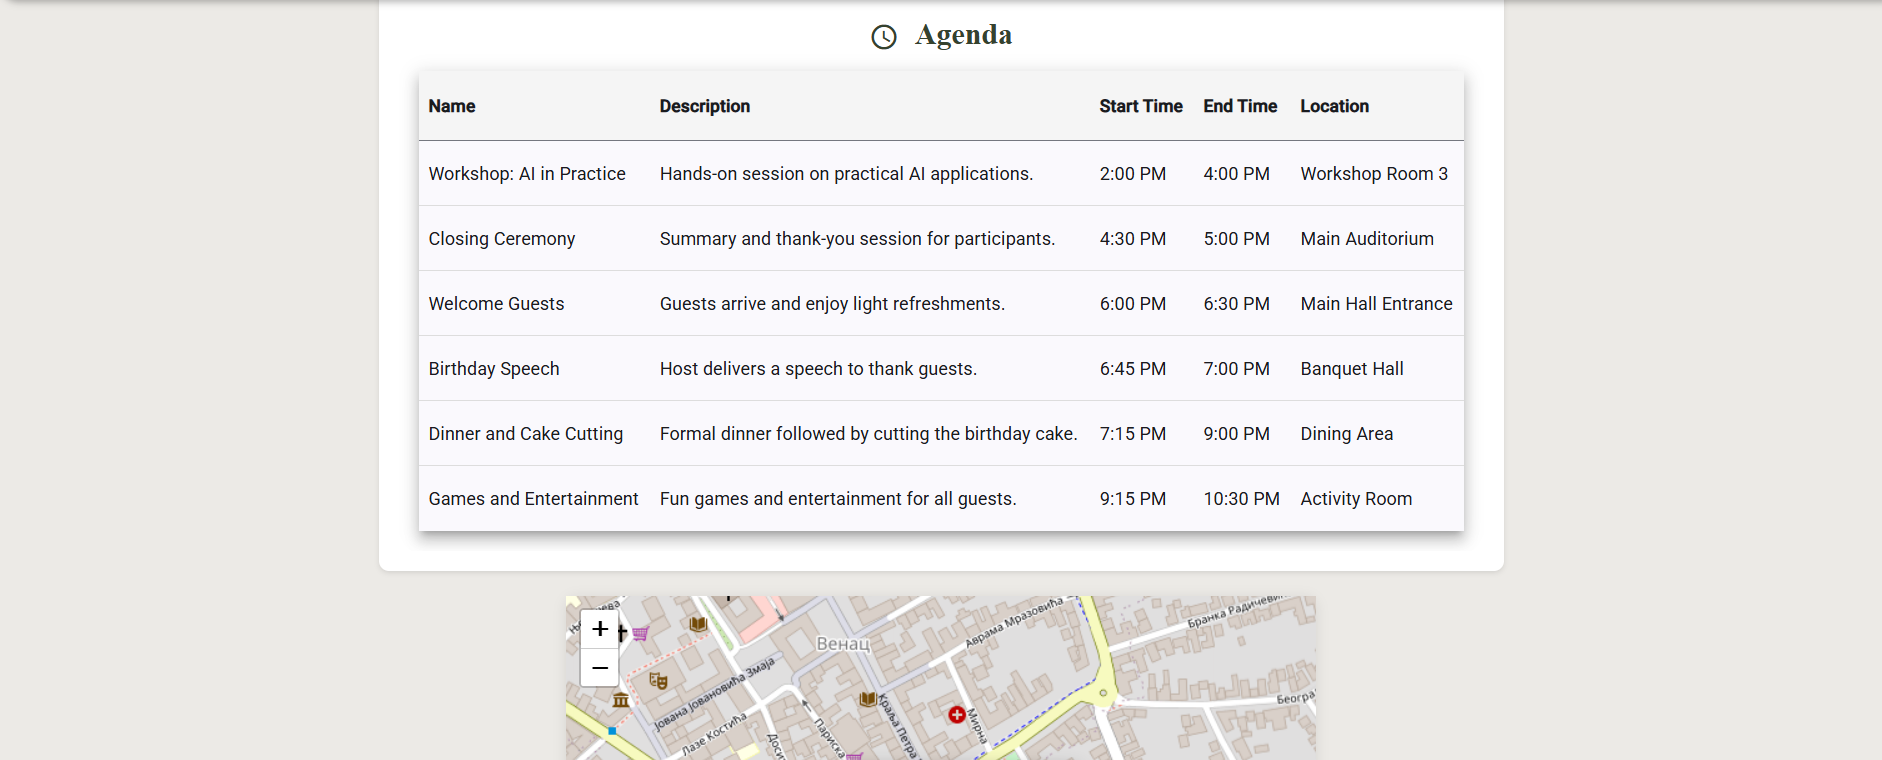 Agenda
Name Description Start Time End Time Location
Workshop: AI in Practice Hands-on session on practical AI applications. 2:00 PM 4:00 PM Workshop Room 3
Closing Ceremony Summary and thank-you session for participants. 4:30 PM 5:00 PM Main Auditorium
Welcome Guests Guests arrive and enjoy light refreshments. 6:00 PM 6:30 PM Main Hall Entrance
Birthday Speech Host delivers a speech to thank guests. 6:45 PM 7:00 PM Banquet Hall
Dinner and Cake Cutting Formal dinner followed by cutting the birthday cake. 7:15 PM 9:00 PM Dining Area
Games and Entertainment Fun games and entertainment for all guests. 9:15 PM 10:30 PM Activity Room
+
−
Венац
Аврама Мразовића
Бранка Радичеви
Јована Јовановића Змаја
Лазе Костића
Париска
Краља Петра
Мирна
Београ
Доси